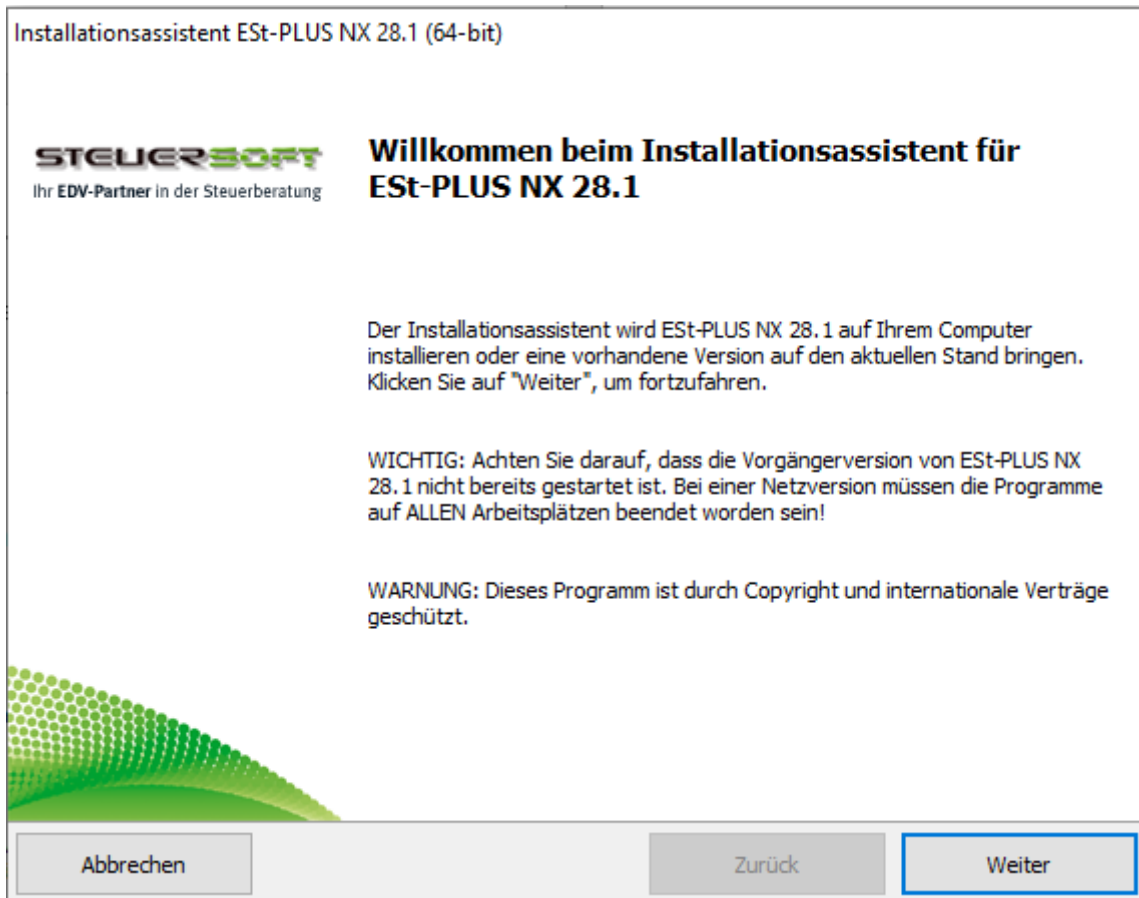 Installationsassistent ESt-PLUS NX 28.1 (64-bit)
STEUERSOFT
Ihr EDV-Partner in der Steuerberatung
Willkommen beim Installationsassistent für
ESt-PLUS NX 28.1
Der Installationsassistent wird ESt-PLUS NX 28.1 auf Ihrem Computer
installieren oder eine vorhandene Version auf den aktuellen Stand bringen.
Klicken Sie auf "Weiter", um fortzufahren.
WICHTIG: Achten Sie darauf, dass die Vorgängerversion von ESt-PLUS NX
28.1 nicht bereits gestartet ist. Bei einer Netzversion müssen die Programme
auf ALLEN Arbeitsplätzen beendet worden sein!
WARNUNG: Dieses Programm ist durch Copyright und internationale Verträge
geschützt.
Abbrechen
Zurück
Weiter